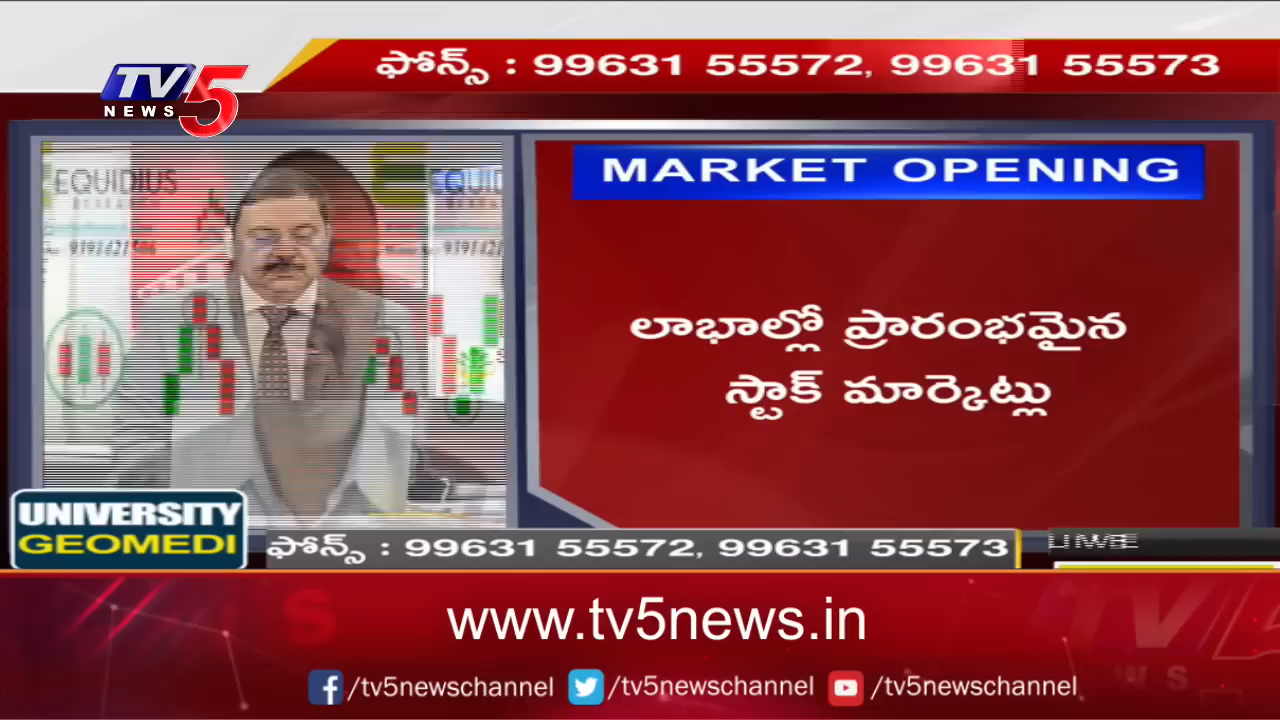 ఫోన్స్ : 99631 55572, 99631 55573
TV5
NEWS
MARKET OPENING
EQUIDIUS
RESEARCH
లాభాల్లో ప్రారంభమైన
స్టాక్ మార్కెట్లు
UNIVERSITY
GEOMEDI
ఫోన్స్ : 99631 55572, 99631 55573
www.tv5news.in
/tv5newschannel
/tv5newschannel
/tv5newschannel